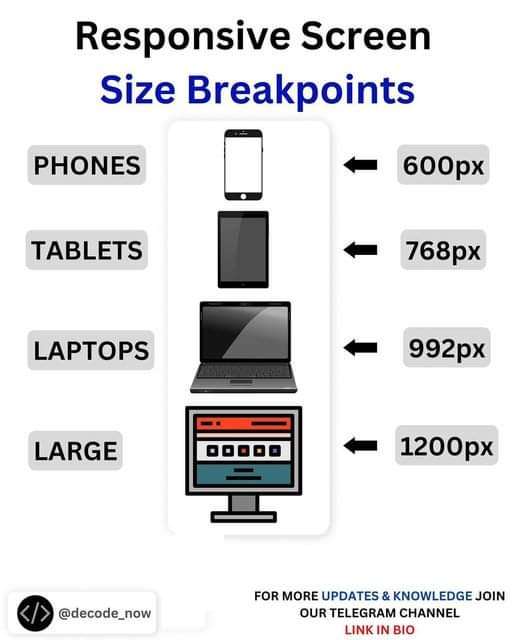 Responsive Screen
Size Breakpoints
PHONES
600px
TABLETS
768px
LAPTOPS
992px
LARGE
1200px
</> @decode_now
FOR MORE UPDATES & KNOWLEDGE JOIN
OUR TELEGRAM CHANNEL
LINK IN BIO